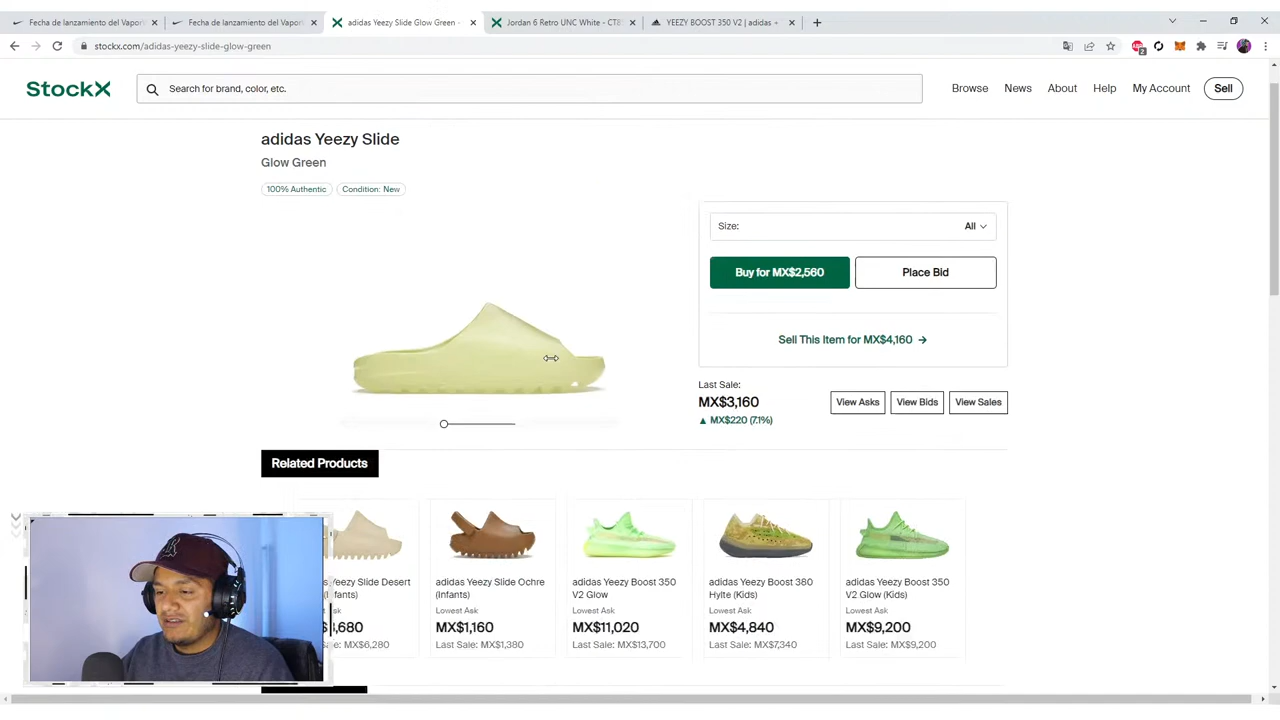 Fecha de lanzamiento del VaporM
Fecha de lanzamiento del Vapor
adidas Yeezy Slide Glow Green -
Jordan 6 Retro UNC White - CT85
YEEZY BOOST 350 V2 | adidas
stockx.com/adidas-yeezy-slide-glow-green
StockX
Search for brand, color, etc.
Browse News About Help My Account Sell
adidas Yeezy Slide
Glow Green
100% Authentic Condition: New
Size: All
Buy for MX$2,560 Place Bid
Sell This Item for MX$4,160 →
Last Sale:
MX$3,160
▲ MX$220 (7.1%)
View Asks View Bids View Sales
Related Products
Yeezy Slide Desert
(Infants)
,680
MX$6,280
adidas Yeezy Slide Ochre
(Infants)
Lowest Ask
MX$1,160
Last Sale: MX$1,380
adidas Yeezy Boost 350
V2 Glow
Lowest Ask
MX$11,020
Last Sale: MX$13,700
adidas Yeezy Boost 380
Hylte (Kids)
Lowest Ask
MX$4,840
Last Sale: MX$7,340
adidas Yeezy Boost 350
V2 Glow (Kids)
Lowest Ask
MX$9,200
Last Sale: MX$9,200